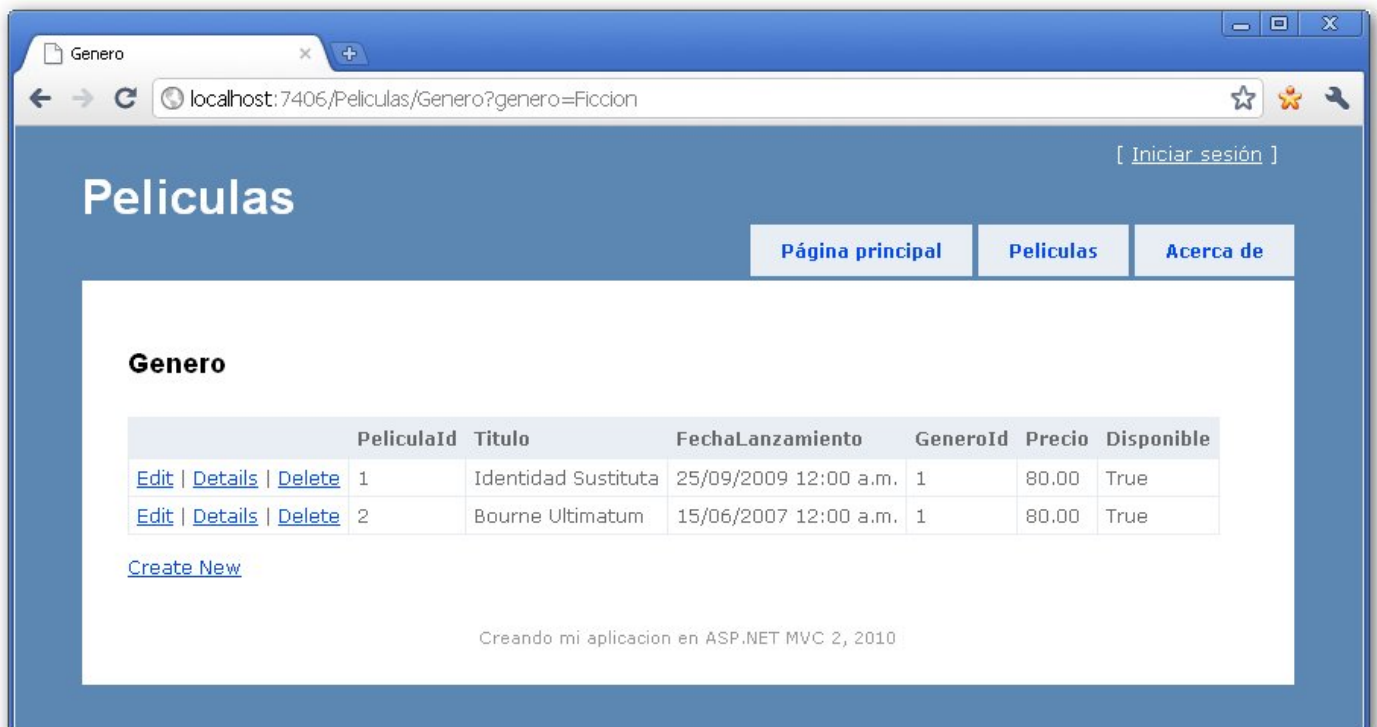 Genero
localhost:7406/Peliculas/Genero?genero=Ficcion
[ Iniciar sesión ]
Peliculas
Página principal Peliculas Acerca de
Genero
PeliculaId Titulo FechaLanzamiento GeneroId Precio Disponible
Edit | Details | Delete 1 Identidad Sustituta 25/09/2009 12:00 a.m. 1 80.00 True
Edit | Details | Delete 2 Bourne Ultimatum 15/06/2007 12:00 a.m. 1 80.00 True
Create New
Creando mi aplicacion en ASP.NET MVC 2, 2010